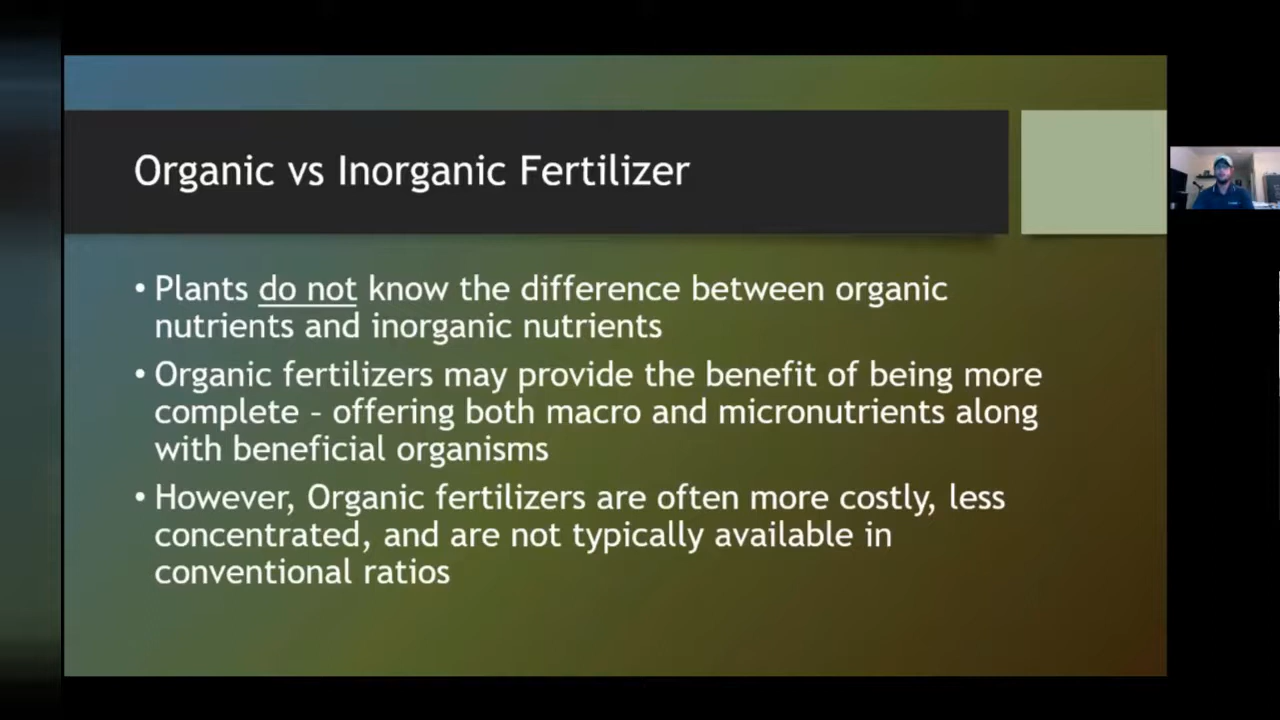 Organic vs Inorganic Fertilizer
• Plants do not know the difference between organic
nutrients and inorganic nutrients
• Organic fertilizers may provide the benefit of being more
complete – offering both macro and micronutrients along
with beneficial organisms
• However, Organic fertilizers are often more costly, less
concentrated, and are not typically available in
conventional ratios